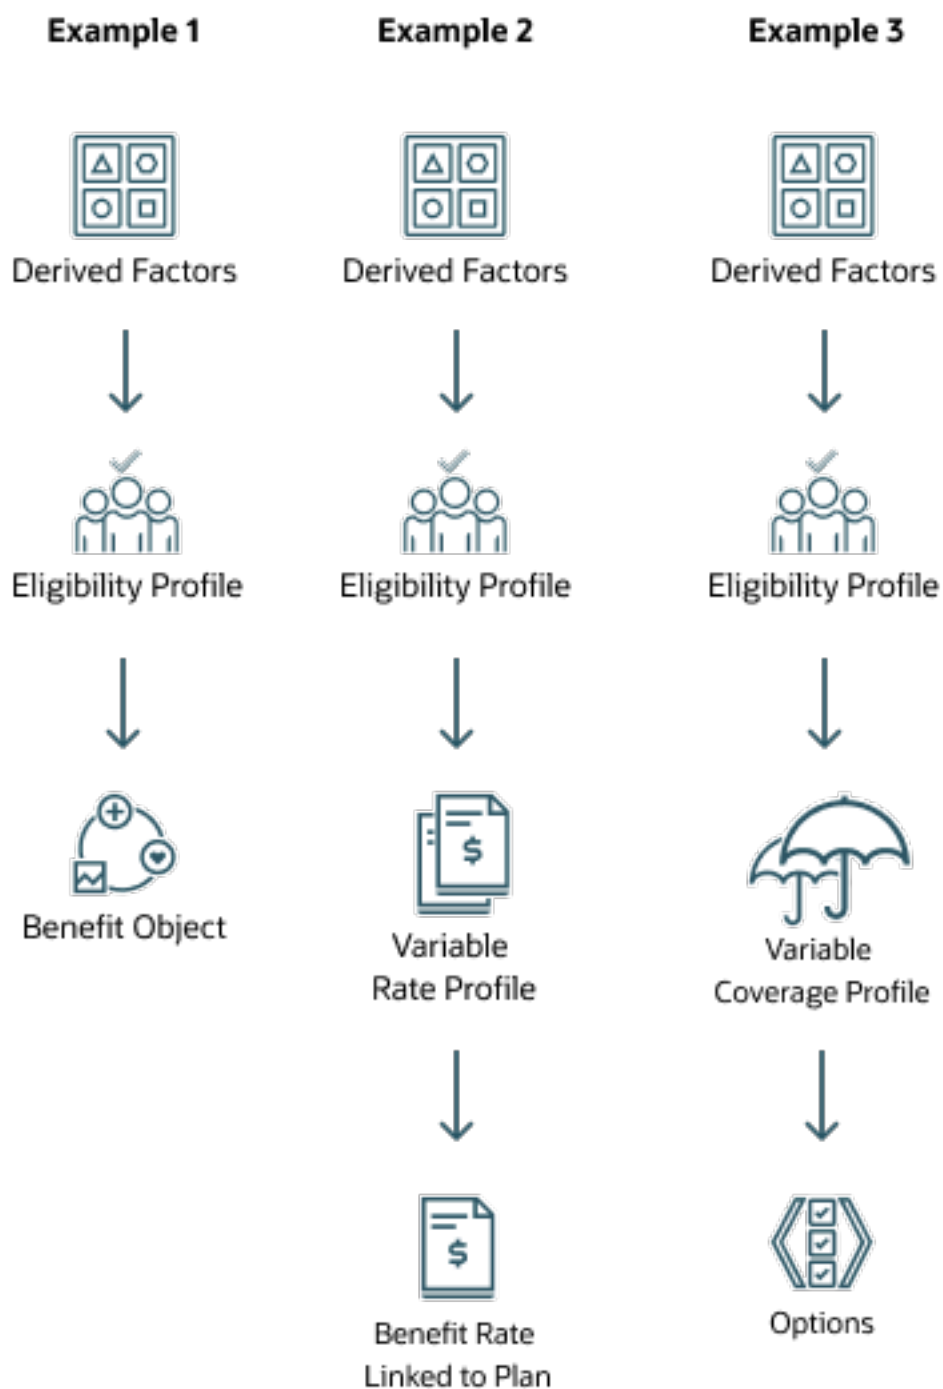 Example 1
Example 2
Example 3
Derived Factors
Derived Factors
Derived Factors
Eligibility Profile
Eligibility Profile
Eligibility Profile
$
Benefit Object
Variable
Rate Profile
Variable
Coverage Profile
$
Benefit Rate
Linked to Plan
Options